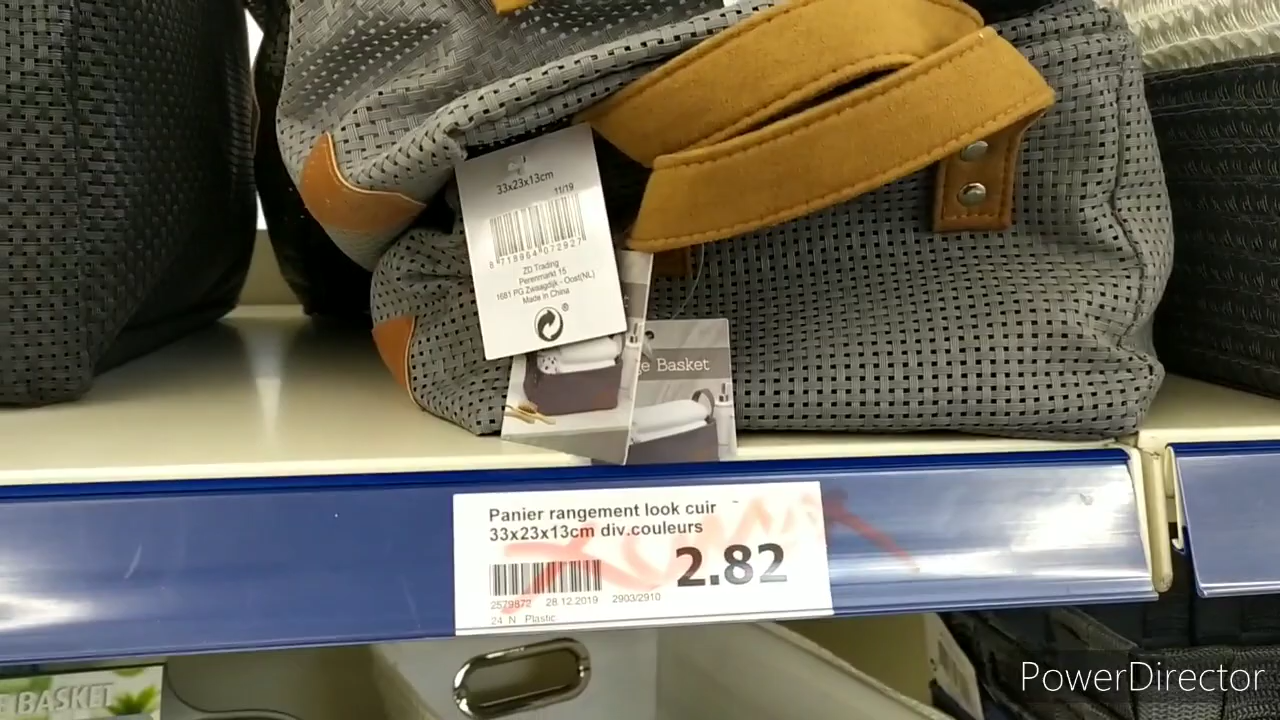 33x23x13cm
11/19
8 718964 072927
ZD Trading
Perenmarkt 15
1681 PG Zwaagdijk - Oost(NL)
Made in China
®
Basket
Panier rangement look cuir
33x23x13cm div.couleurs
2.82
2579872 28.12.2019 2903/2910
24 N Plastic
BASKET
PowerDirector